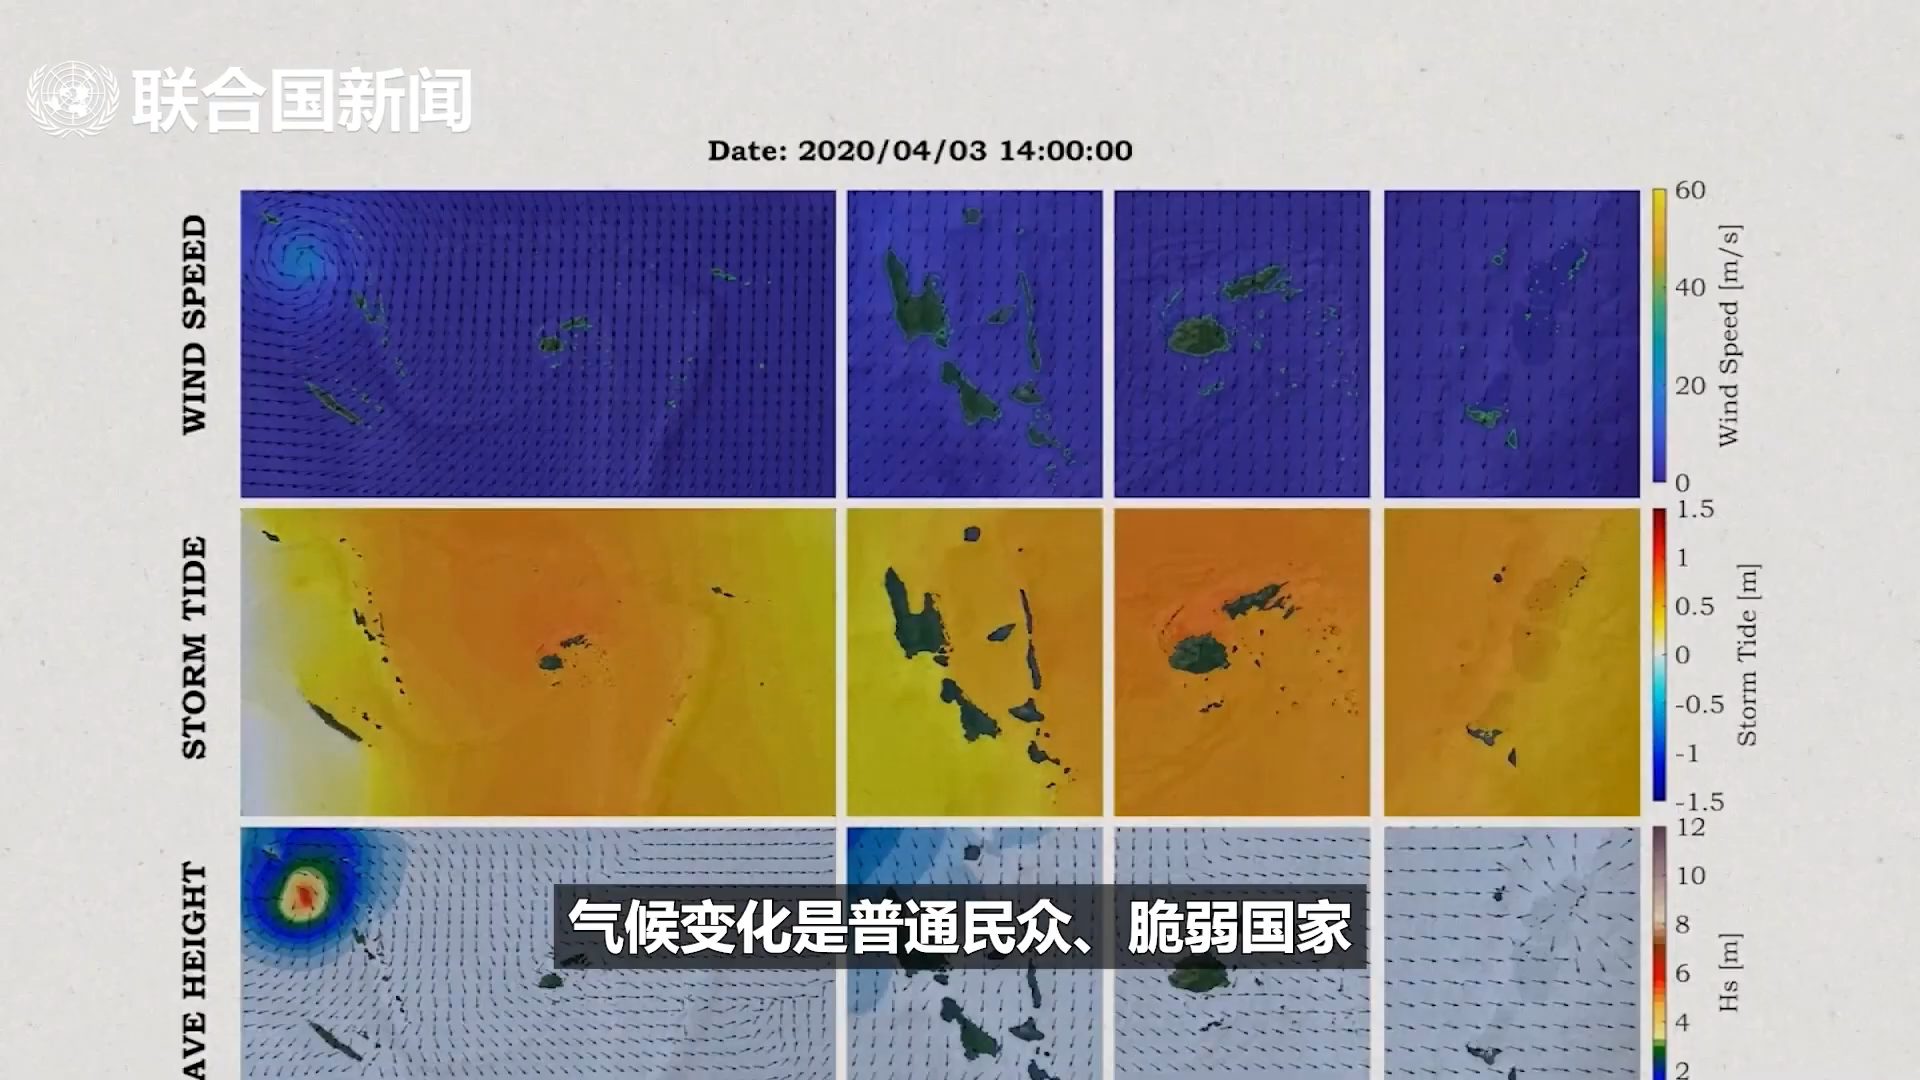 联合国新闻
Date: 2020/04/03 14:00:00
WIND SPEED
60
40
20
0
Wind Speed [m/s]
STORM TIDE
1.5
1
0.5
0
-0.5
-1
-1.5
Storm Tide [m]
AVE HEIGHT
12
10
8
6
4
2
Hs [m]
气候变化是普通民众、脆弱国家